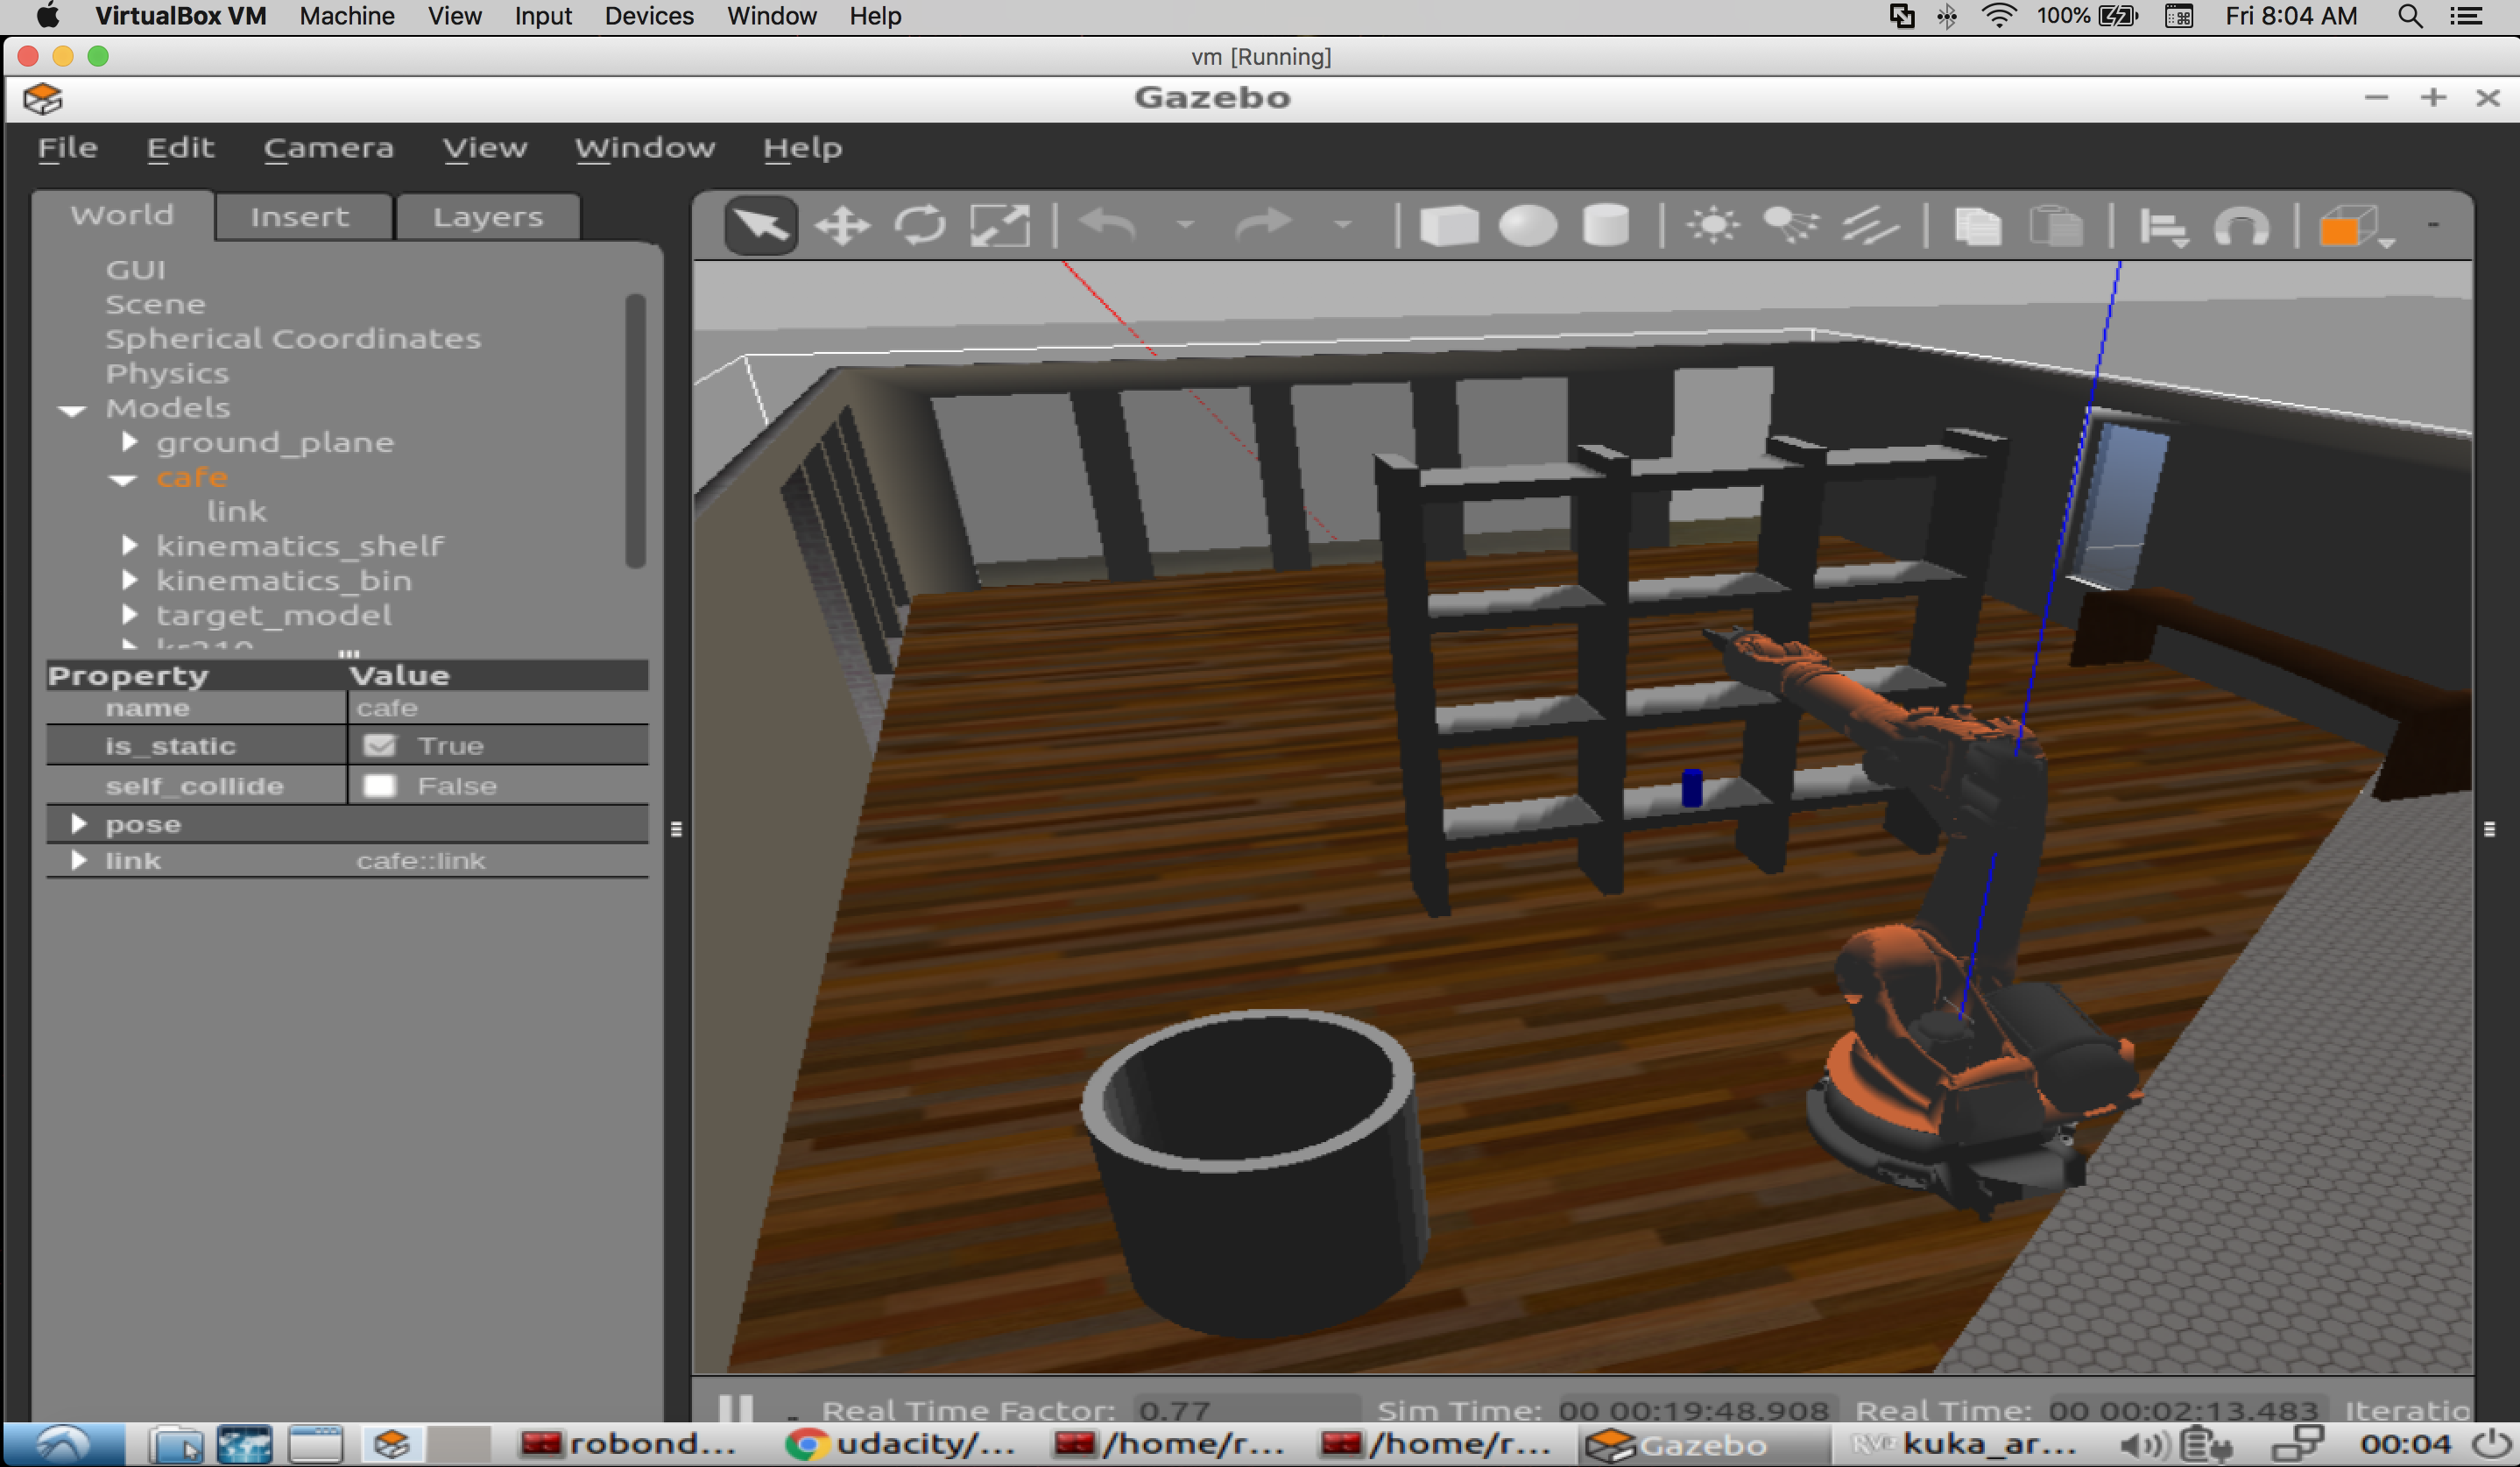 VirtualBox VM Machine View Input Devices Window Help 100% Fri 8:04 AM
vm [Running]
Gazebo
File Edit Camera View Window Help
World Insert Layers
GUI
Scene
Spherical Coordinates
Physics
Models
ground_plane
cafe
link
kinematics_shelf
kinematics_bin
target_model
kr210
Property Value
name cafe
is_static True
self_collide False
pose
link cafe::link
Real Time Factor: 0.77 Sim Time: 00 00:19:48.908 Real Time: 00 00:02:13.483 Iteratio
robond... udacity/... /home/r... /home/r... Gazebo RViz kuka_ar... 00:04